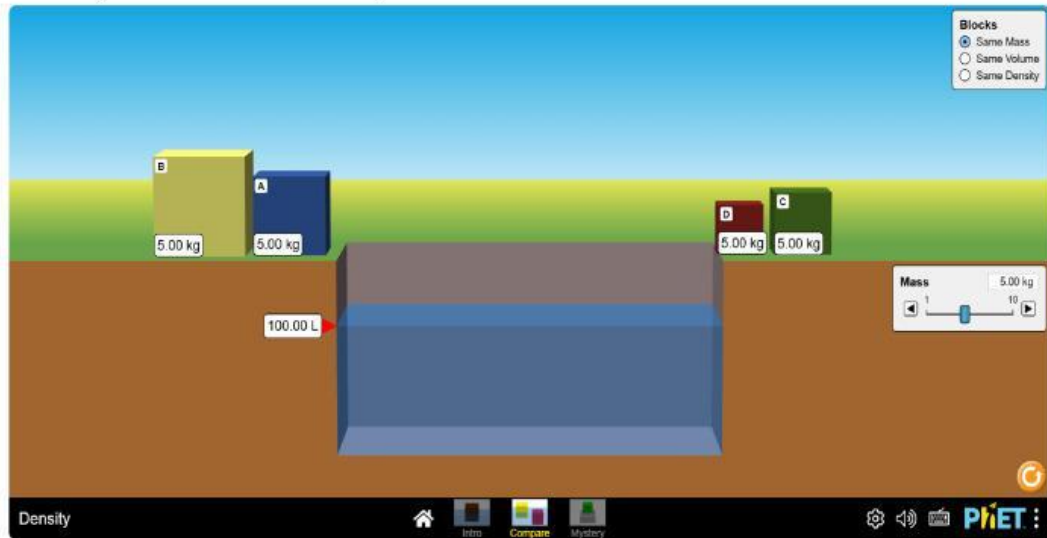 Blocks
Same Mass
Same Volume
Same Density
B
A
D
C
5.00 kg
5.00 kg
5.00 kg
5.00 kg
Mass
5.00 kg
1
10
100.00 L
Density
Intro
Compare
Mystery
PhET